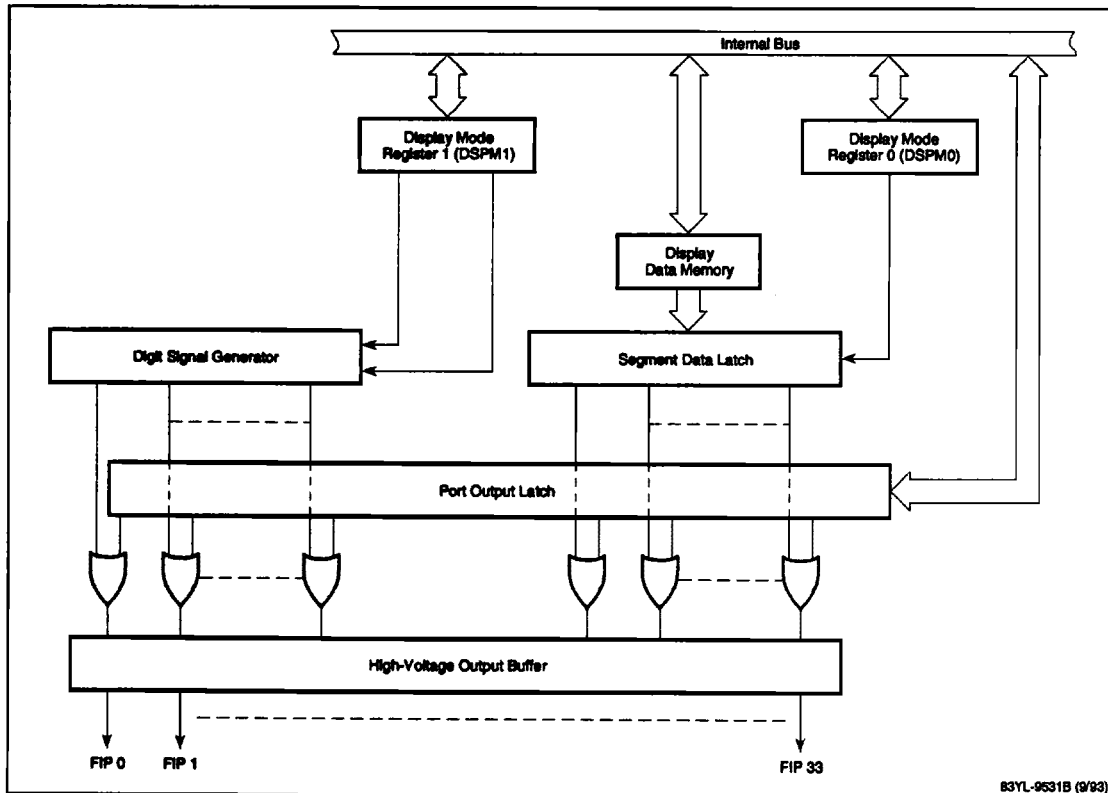 Internal Bus
Display Mode
Register 1 (DSPM1)
Display Mode
Register 0 (DSPM0)
Display
Data Memory
Digit Signal Generator
Segment Data Latch
Port Output Latch
High-Voltage Output Buffer
FIP 0
FIP 1
FIP 33
83YL-9531B (9/93)